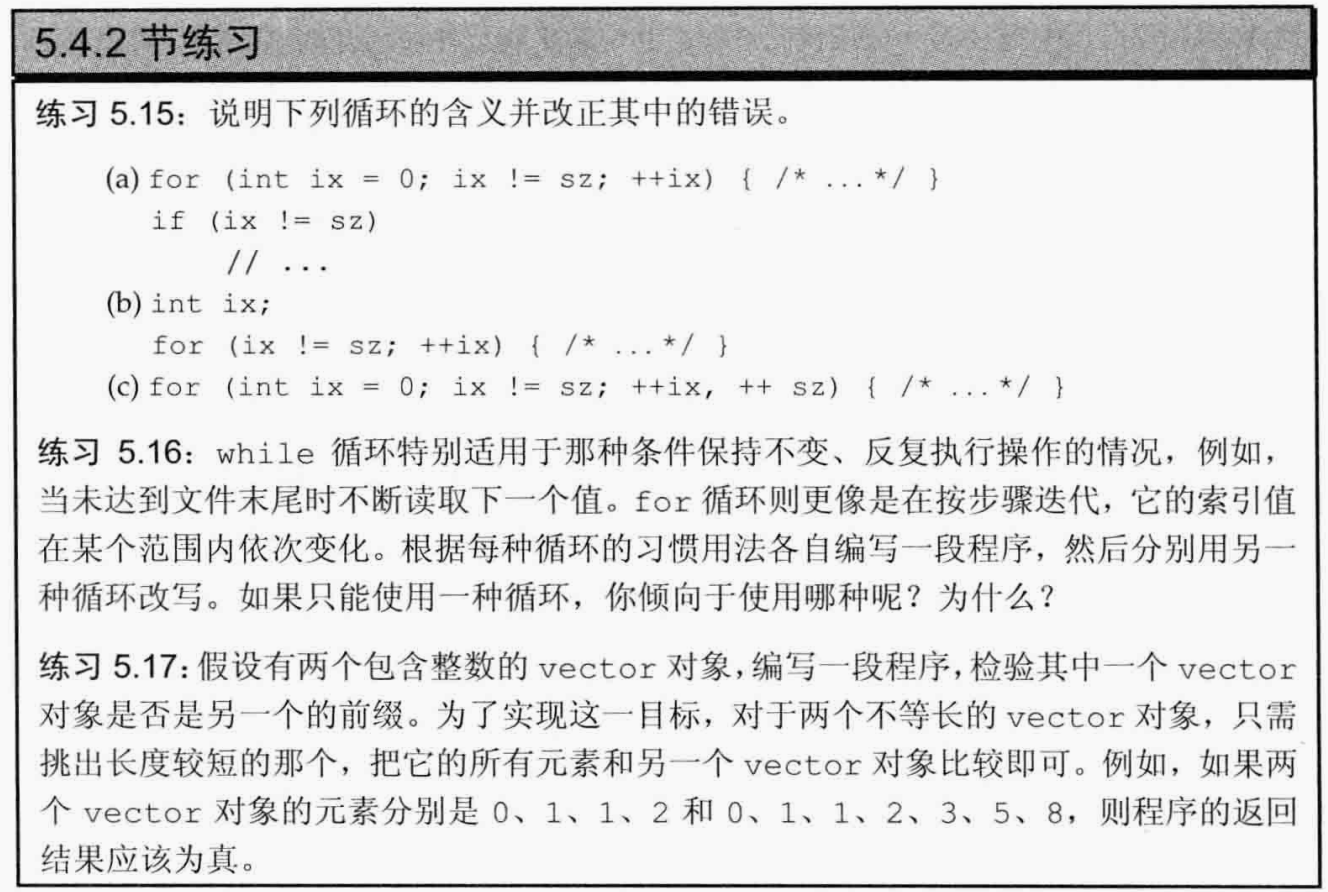 5.4.2 节练习
练习 5.15：说明下列循环的含义并改正其中的错误。
(a) for (int ix = 0; ix != sz; ++ix) { /* ...*/ }
if (ix != sz)
// ...
(b) int ix;
for (ix != sz; ++ix) { /* ...*/ }
(c) for (int ix = 0; ix != sz; ++ix, ++ sz) { /* ...*/ }
练习 5.16：while 循环特别适用于那种条件保持不变、反复执行操作的情况，例如，
当未达到文件末尾时不断读取下一个值。for 循环则更像是在按步骤迭代，它的索引值
在某个范围内依次变化。根据每种循环的习惯用法各自编写一段程序，然后分别用另一
种循环改写。如果只能使用一种循环，你倾向于使用哪种呢？为什么？
练习 5.17：假设有两个包含整数的 vector 对象，编写一段程序，检验其中一个 vector
对象是否是另一个的前缀。为了实现这一目标，对于两个不等长的 vector 对象，只需
挑出长度较短的那个，把它的所有元素和另一个 vector 对象比较即可。例如，如果两
个 vector 对象的元素分别是 0、1、1、2 和 0、1、1、2、3、5、8，则程序的返回
结果应该为真。